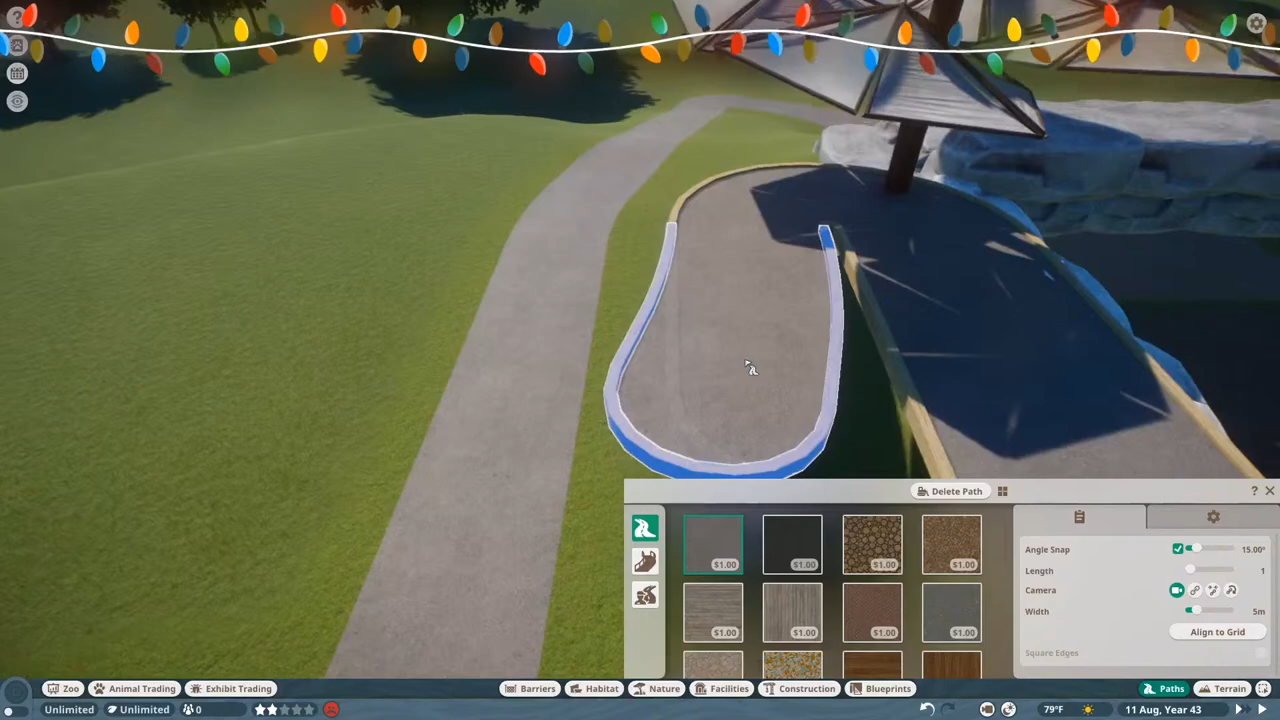 Delete Path
?
$1.00 $1.00 $1.00 $1.00
$1.00 $1.00 $1.00 $1.00
Angle Snap 15.00°
Length 1
Camera
Width 5m
Align to Grid
Square Edges
Zoo Animal Trading Exhibit Trading Barriers Habitat Nature Facilities Construction Blueprints Paths Terrain
Unlimited Unlimited 0 79°F 11 Aug, Year 43